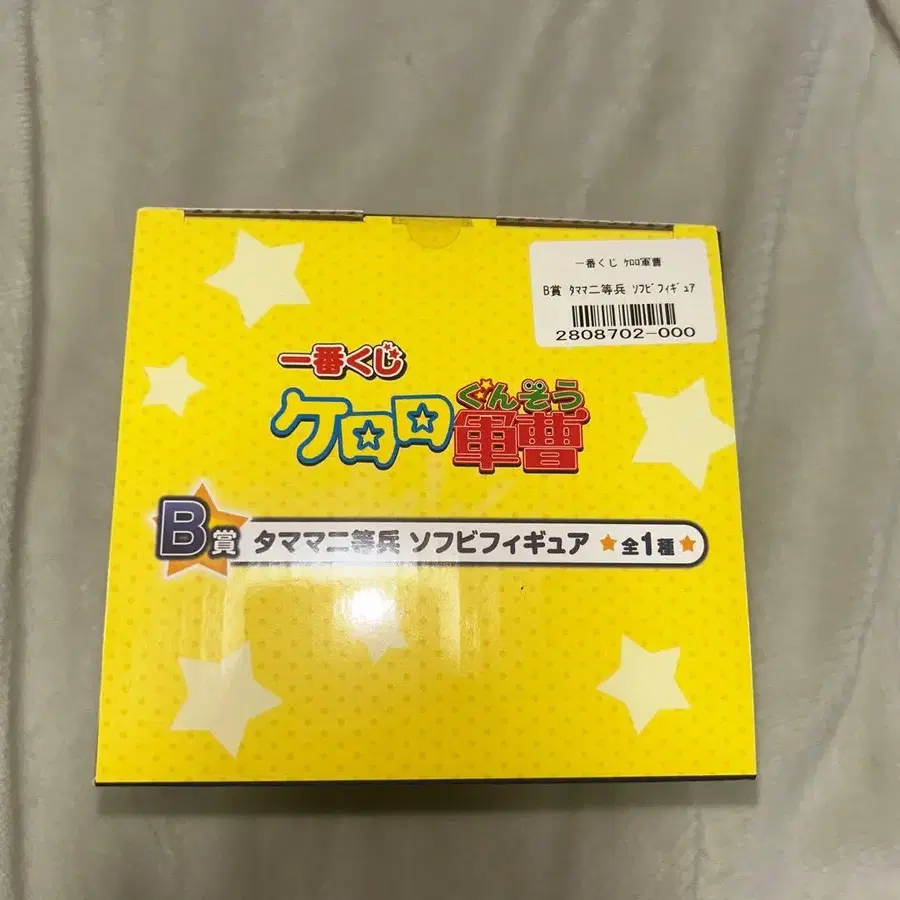 一番くじ ｹﾛﾛ軍曹
B賞 ﾀﾏﾏ二等兵 ｿﾌﾋﾞﾌｨｷﾞｭｱ
2808702-000
一番くじ
ぐんそう
ケロロ軍曹
B賞 タママ二等兵 ソフビフィギュア ★全1種★